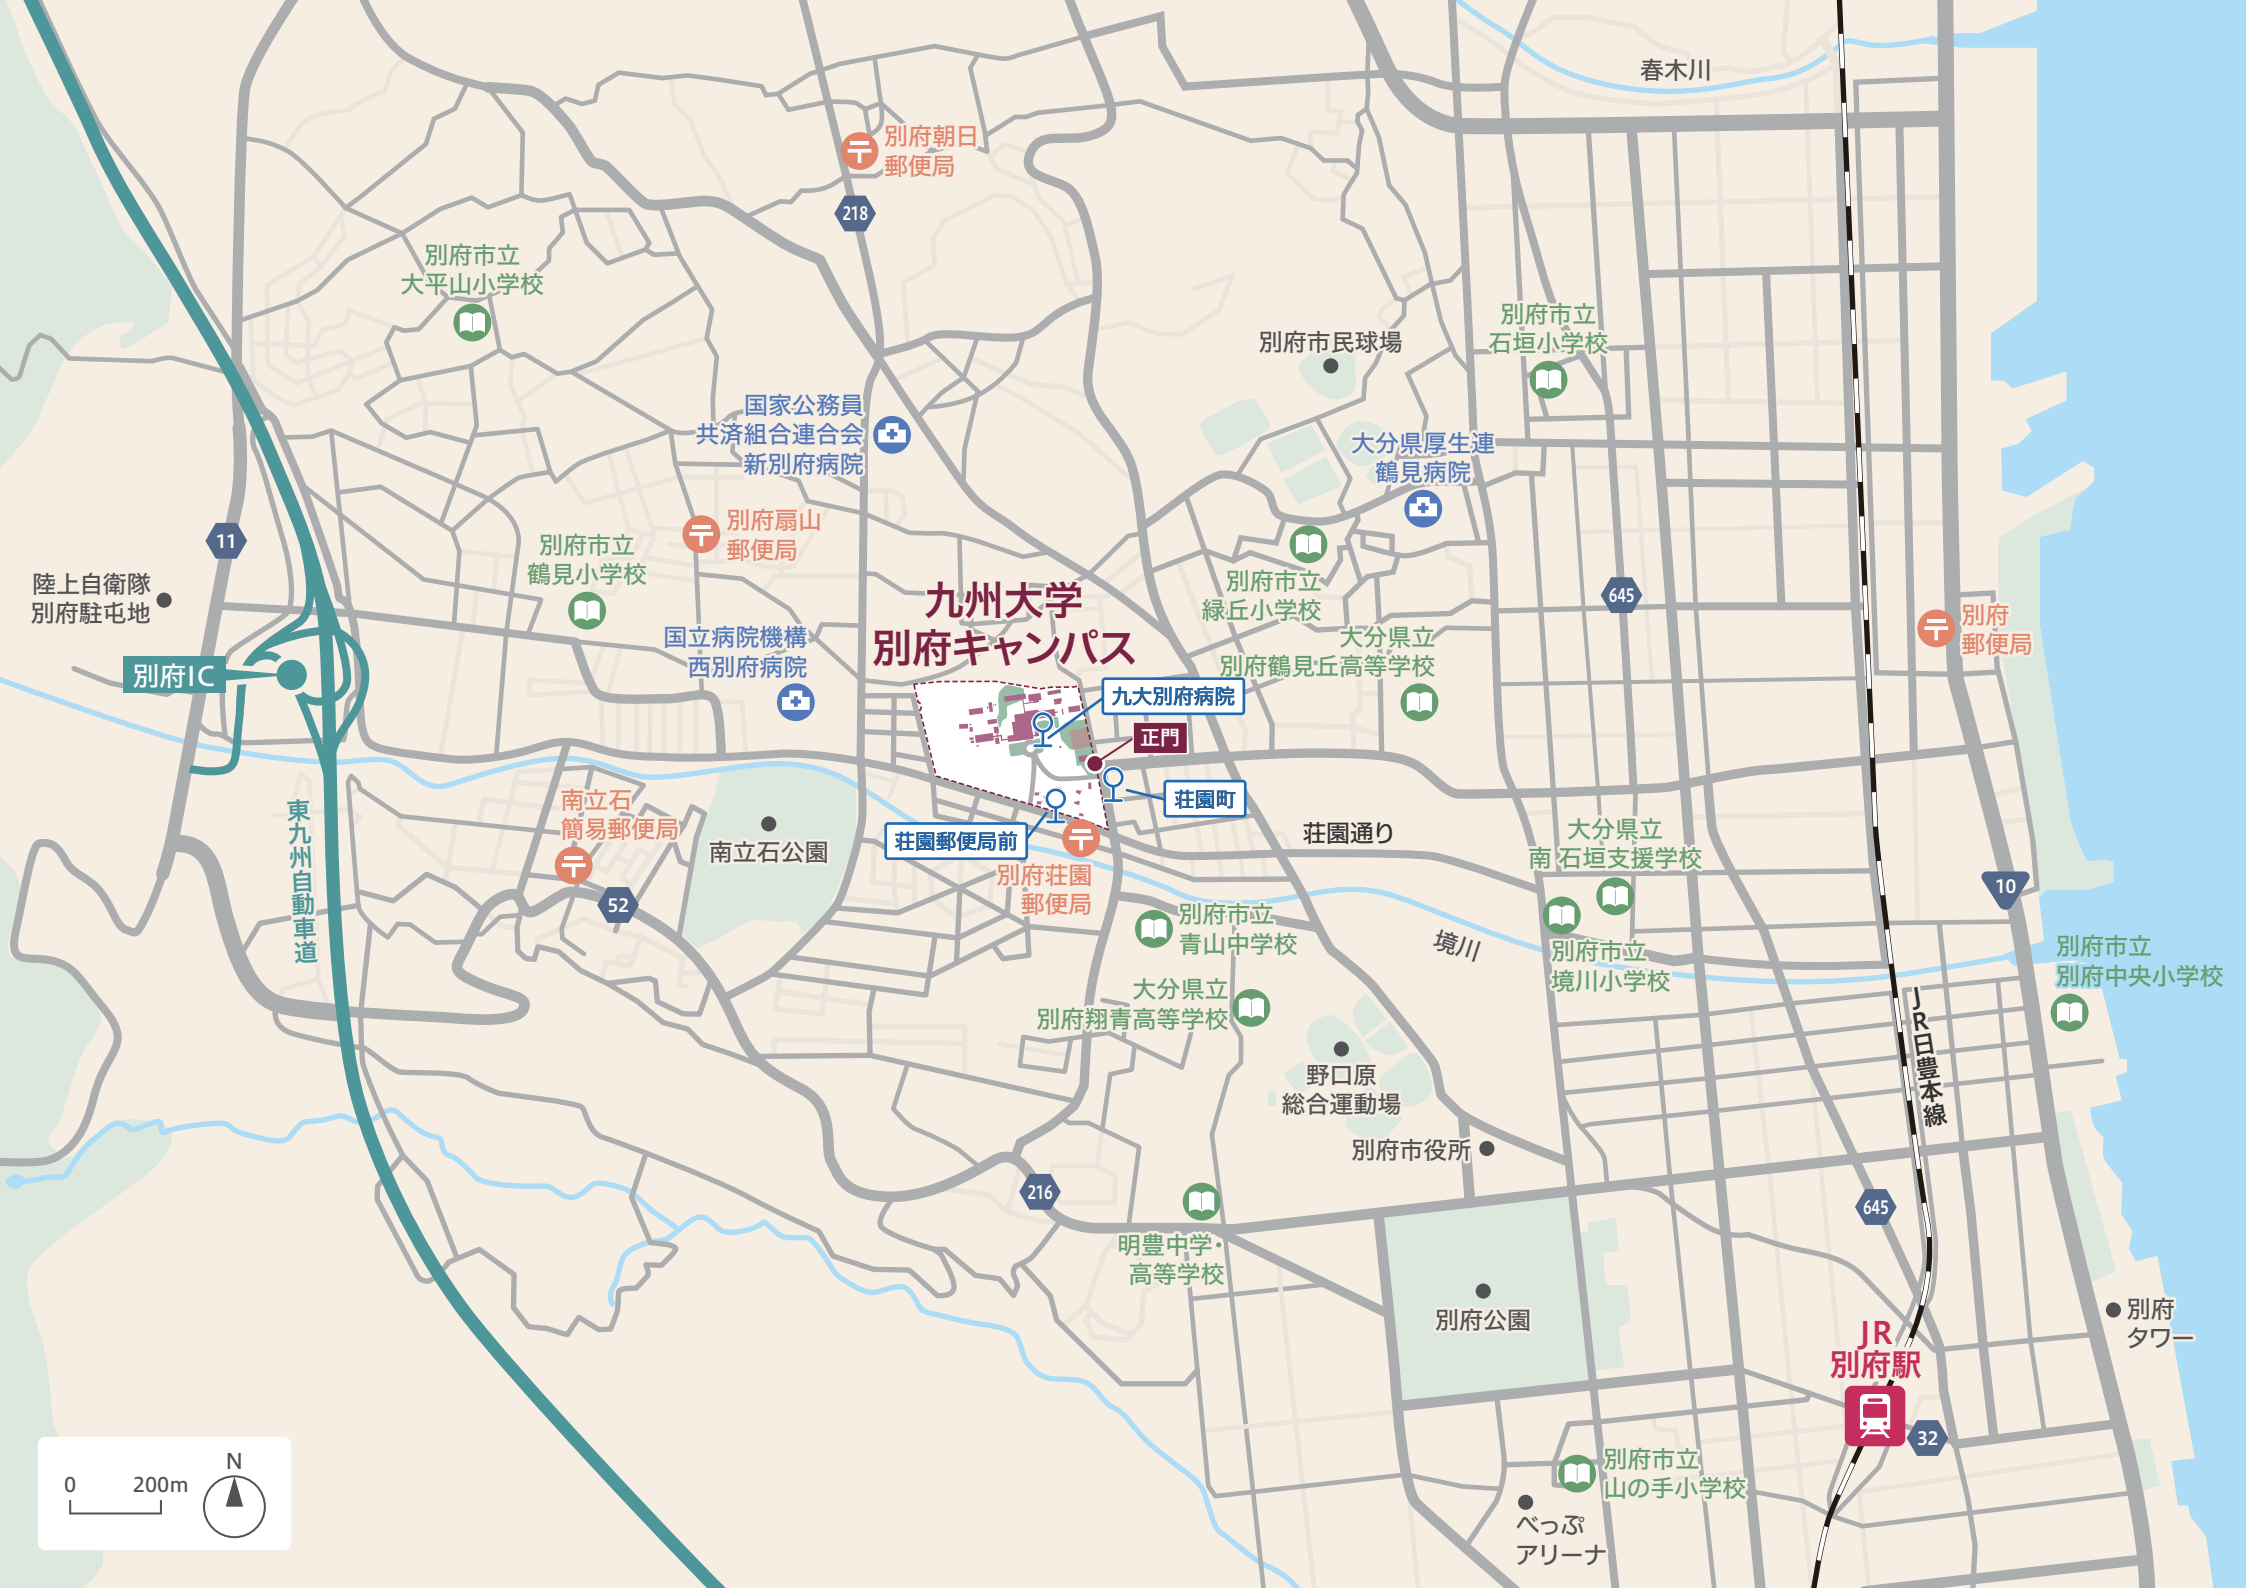 春木川
別府朝日
郵便局
218
別府市立
大平山小学校
別府市立
石垣小学校
別府市民球場
国家公務員
共済組合連合会
新別府病院
大分県厚生連
鶴見病院
別府扇山
郵便局
11
別府市立
鶴見小学校
陸上自衛隊
別府駐屯地
九州大学
別府キャンパス
別府市立
緑丘小学校
645
別府
郵便局
国立病院機構
西別府病院
大分県立
別府鶴見丘高等学校
別府IC
九大別府病院
正門
荘園町
荘園郵便局前
南立石
簡易郵便局
東九州自動車道
南立石公園
荘園通り
大分県立
南 石垣支援学校
別府荘園
郵便局
52
10
別府市立
青山中学校
境川
別府市立
境川小学校
別府市立
別府中央小学校
大分県立
別府翔青高等学校
JR日豊本線
野口原
総合運動場
別府市役所
216
645
明豊中学・
高等学校
別府公園
別府
タワー
JR
別府駅
32
別府市立
山の手小学校
べっぷ
アリーナ
N
0 200m